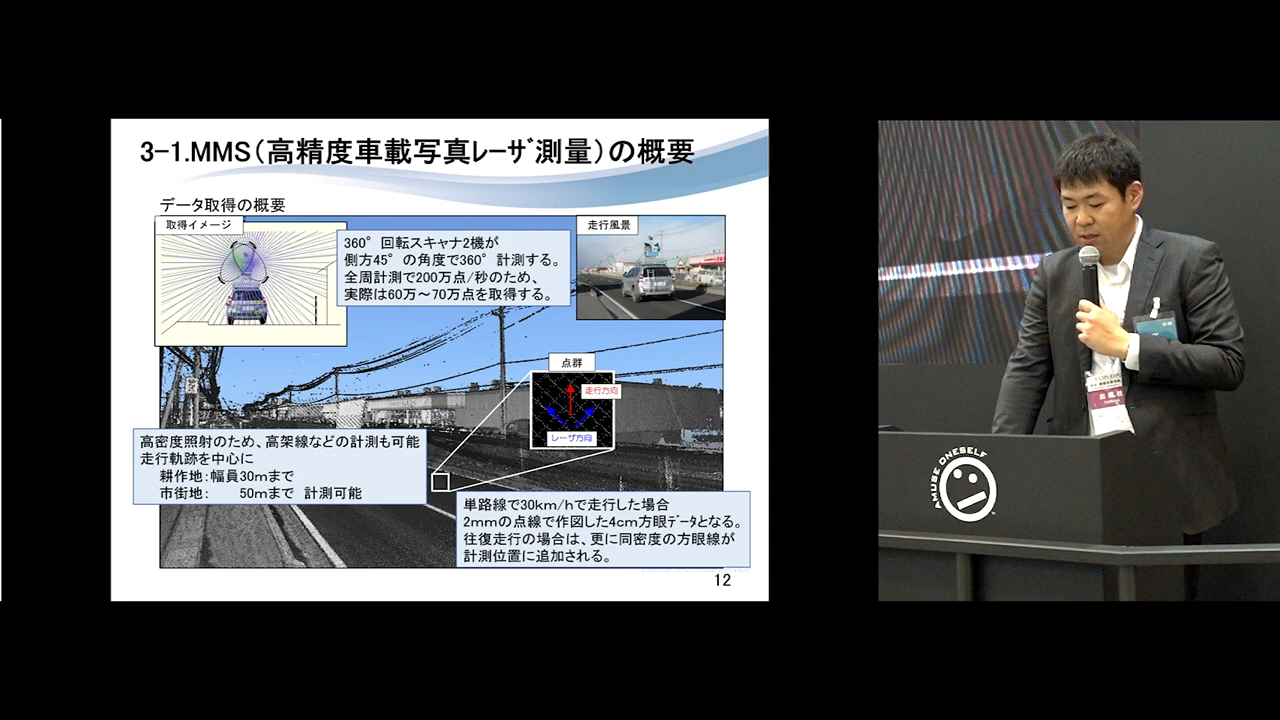 3-1.MMS（高精度車載写真ﾚｰｻﾞ測量）の概要
データ取得の概要
取得イメージ
360°回転スキャナ2機が
側方45°の角度で360°計測する。
全周計測で200万点/秒のため、
実際は60万～70万点を取得する。
走行風景
点群
走行方向
レーザ方向
高密度照射のため、高架線などの計測も可能
走行軌跡を中心に
耕作地：幅員30mまで
市街地：　50mまで　計測可能
単路線で30km/hで走行した場合
2mmの点線で作図した4cm方眼ﾃﾞｰﾀとなる。
往復走行の場合は、更に同密度の方眼線が
計測位置に追加される。
12
AMUSE ONESELF